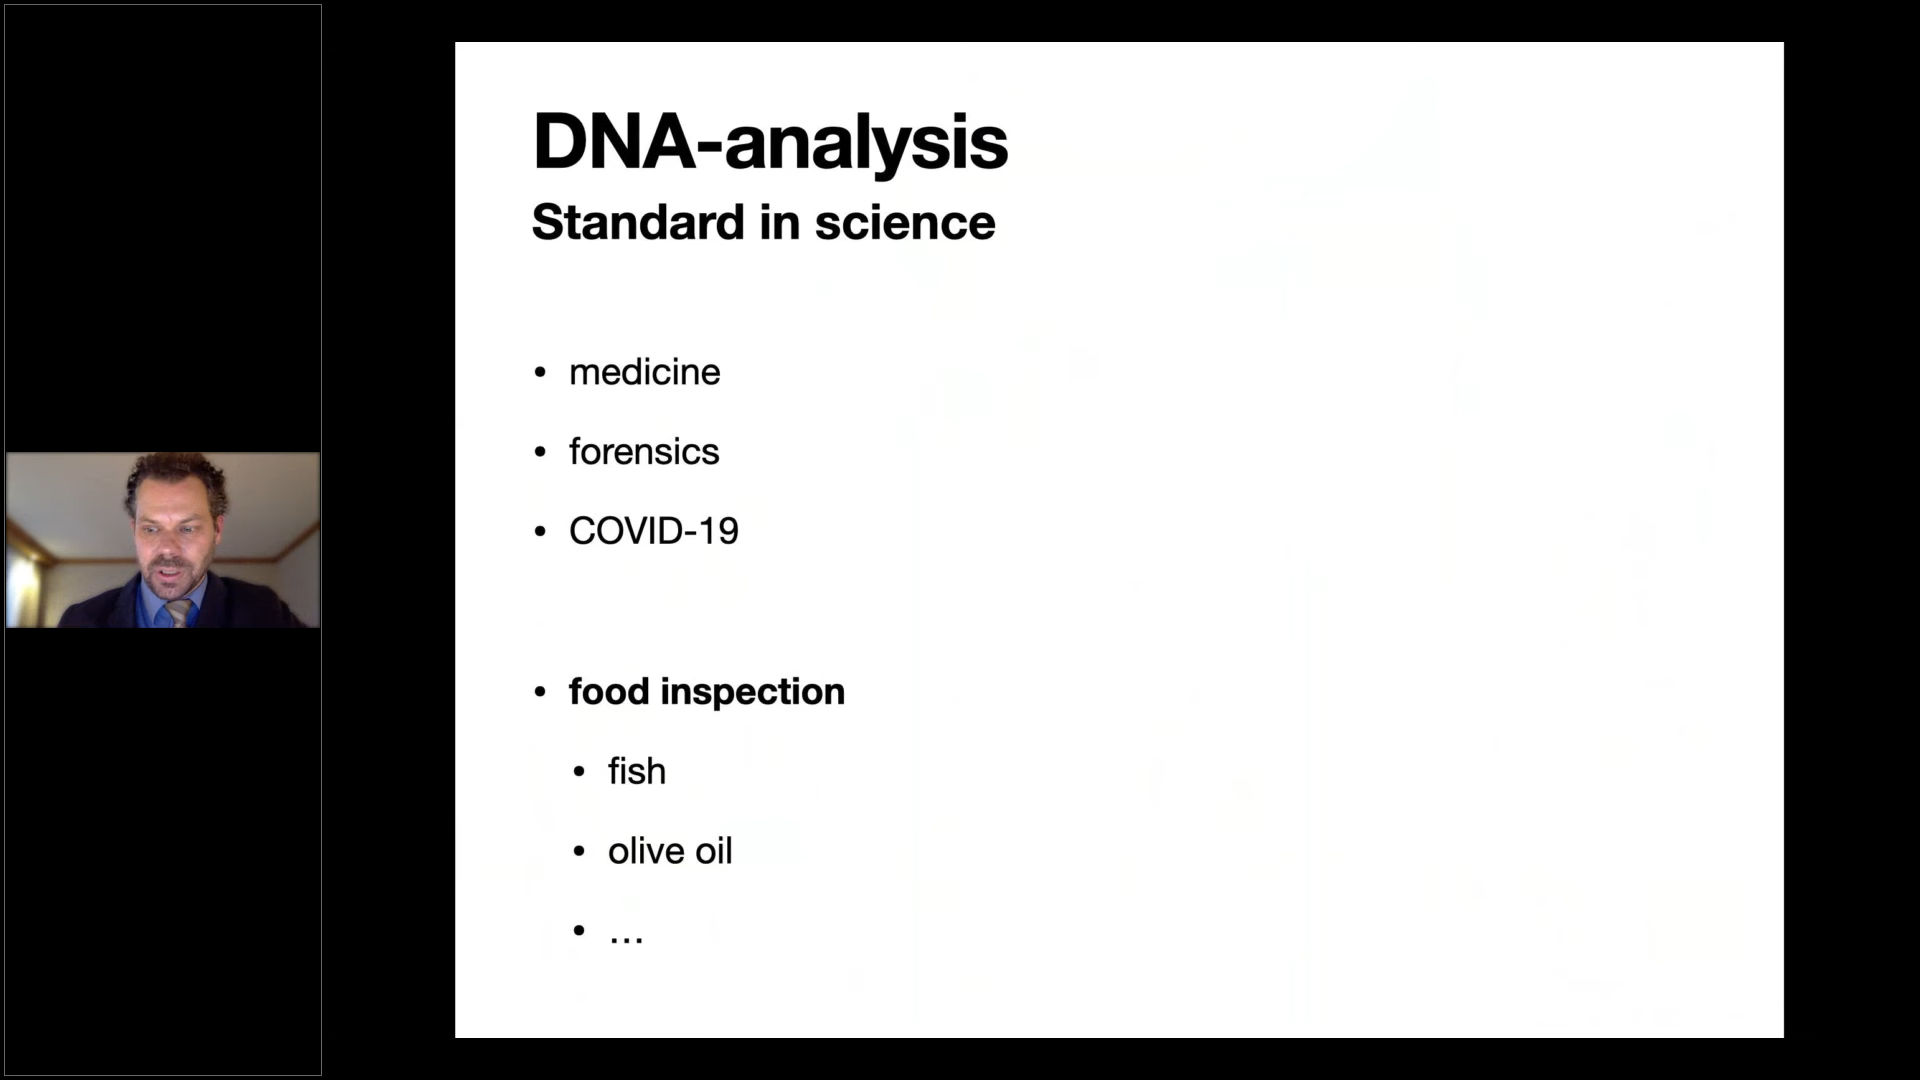 DNA-analysis
Standard in science
• medicine
• forensics
• COVID-19
• food inspection
• fish
• olive oil
• …